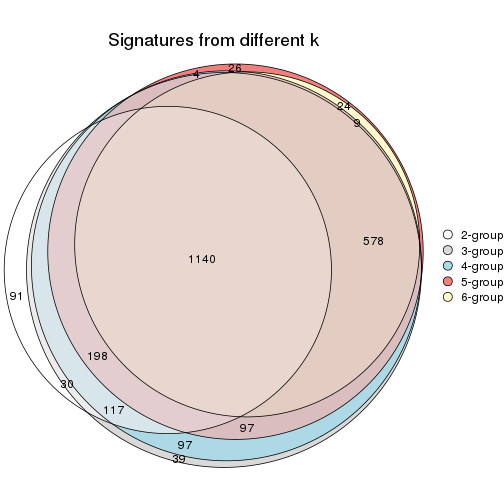 Signatures from different k
26
4
24
9
578
1140
91
198
30
117
97
97
39
2-group
3-group
4-group
5-group
6-group